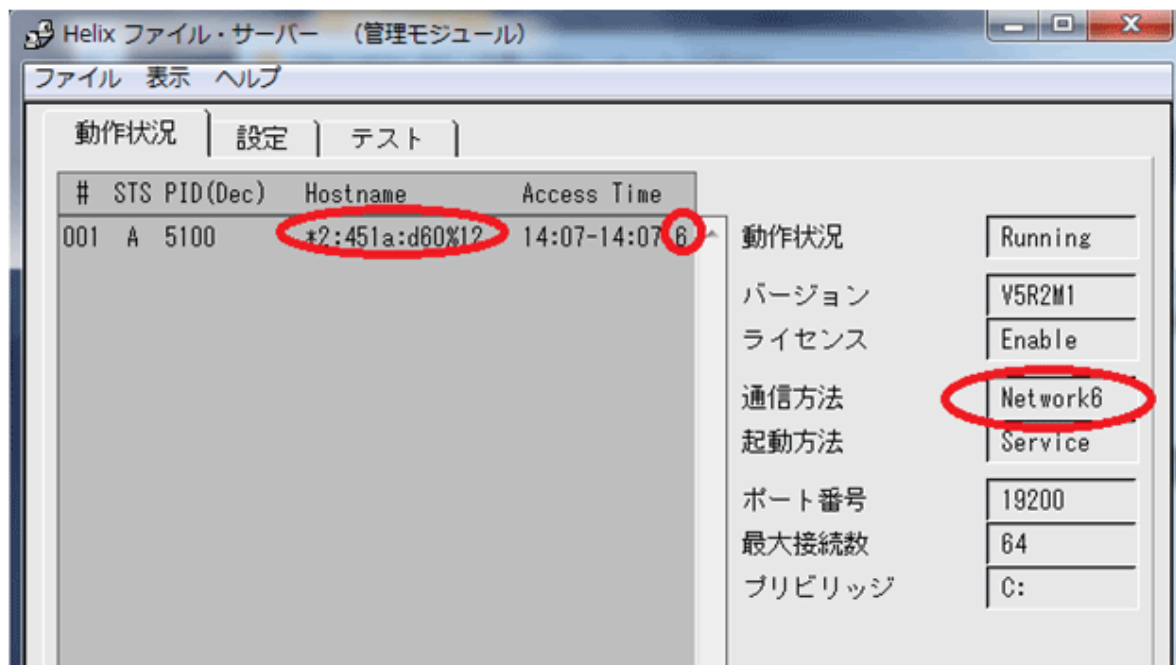 Helix ファイル・サーバー （管理モジュール）
ファイル 表示 ヘルプ
動作状況 設定 テスト
# STS PID(Dec) Hostname Access Time
001 A 5100 *2:451a:d60%12 14:07-14:07 6
動作状況 Running
バージョン V5R2M1
ライセンス Enable
通信方法 Network6
起動方法 Service
ポート番号 19200
最大接続数 64
プリビリッジ C: